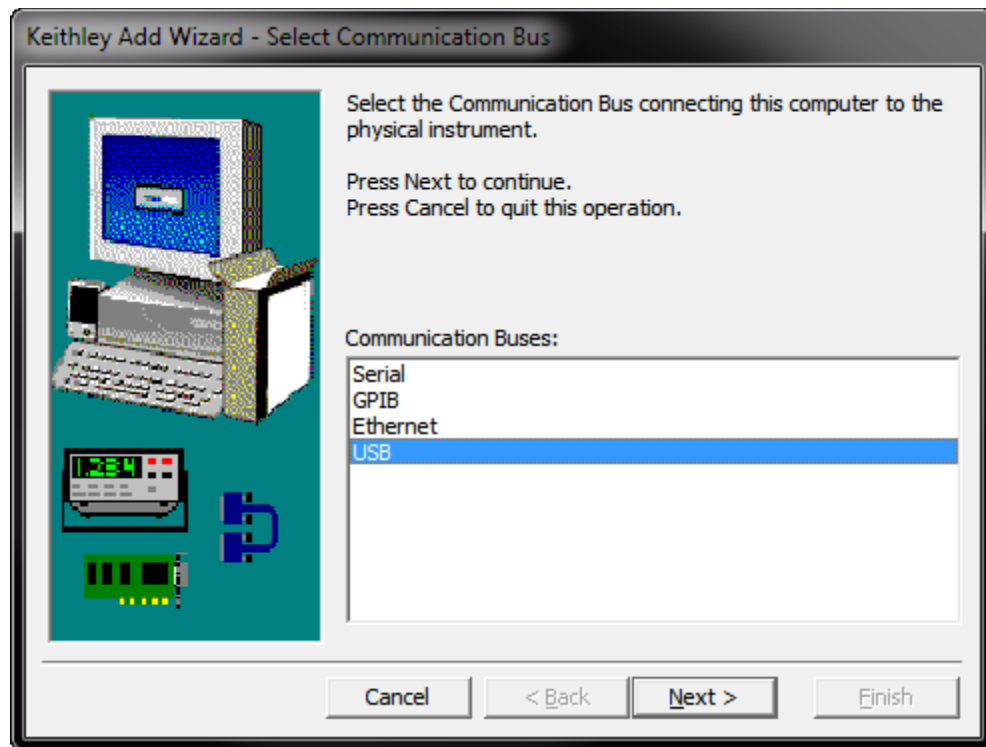 Keithley Add Wizard - Select Communication Bus
Select the Communication Bus connecting this computer to the
physical instrument.
Press Next to continue.
Press Cancel to quit this operation.
Communication Buses:
Serial
GPIB
Ethernet
USB
1.234
Cancel
< Back
Next >
Finish